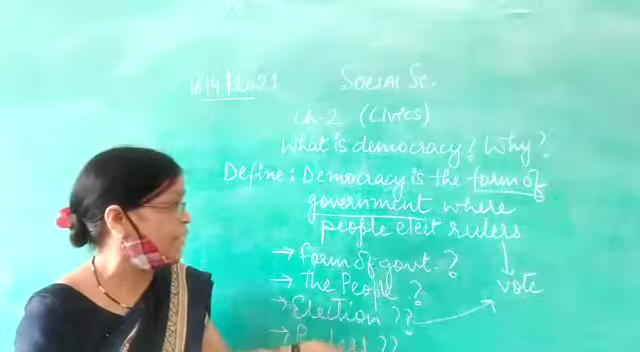 16/4/2021 Social Sc.
Ch-2 (Civics)
What is democracy? Why?
Define: Democracy is the form of
government where
people elect rulers
→ form of govt. ?
→ The People ?
vote
→ Election ??
→ ??